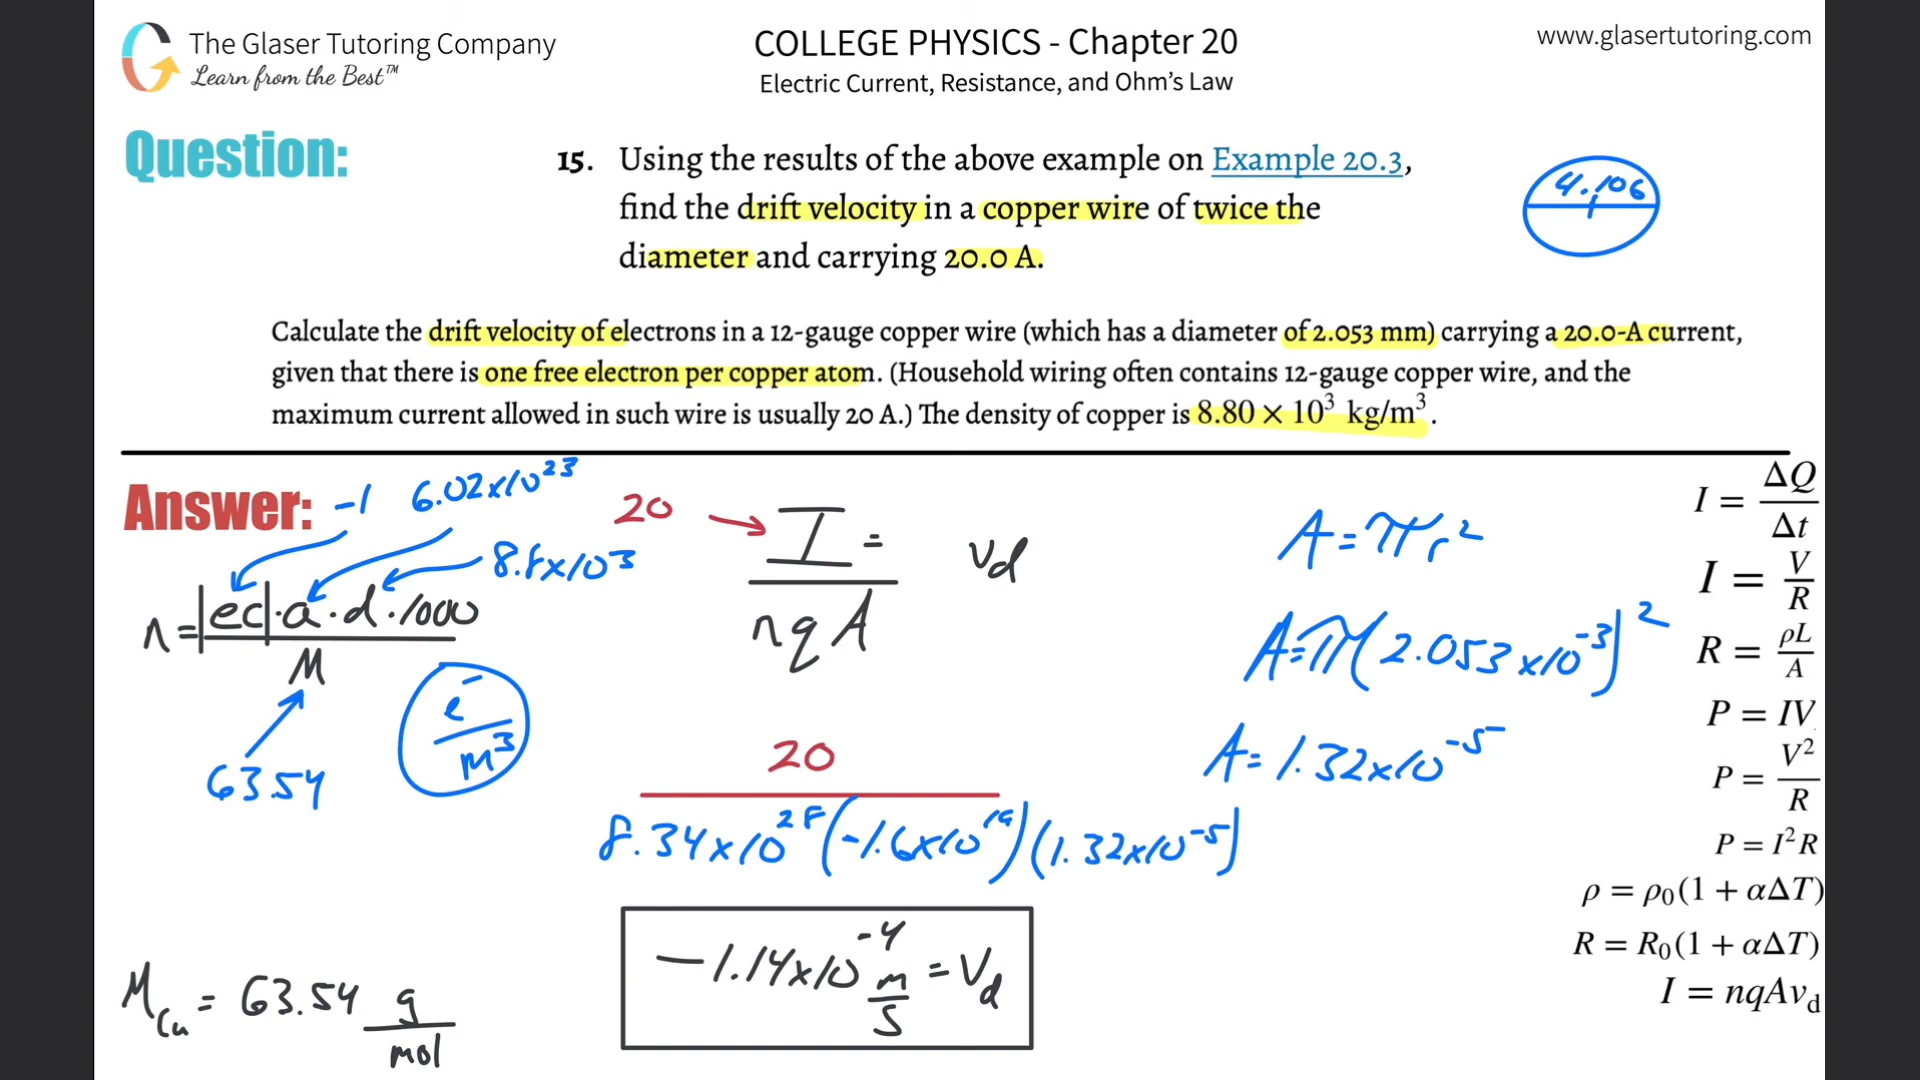 The Glaser Tutoring Company
Learn from the Best™
COLLEGE PHYSICS - Chapter 20
Electric Current, Resistance, and Ohm's Law
www.glasertutoring.com
Question:
15. Using the results of the above example on Example 20.3,
find the drift velocity in a copper wire of twice the
diameter and carrying 20.0 A.
4.106
Calculate the drift velocity of electrons in a 12-gauge copper wire (which has a diameter of 2.053 mm) carrying a 20.0-A current,
given that there is one free electron per copper atom. (Household wiring often contains 12-gauge copper wire, and the
maximum current allowed in such wire is usually 20 A.) The density of copper is 8.80 × 10³ kg/m³.
Answer:
-1 6.02x10²³
8.8x10³
n = |ec|·a·d·1000 / M
63.54
e⁻/m³
M_Cu = 63.54 g/mol
20 → I / nqA = vd
20 / 8.34x10²⁸(-1.6x10⁻¹⁹)(1.32x10⁻⁵)
-1.14x10⁻⁴ m/s = Vd
A = πr²
A = π(2.053x10⁻³)²
A = 1.32x10⁻⁵
I = ΔQ/Δt
I = V/R
R = ρL/A
P = IV
P = V²/R
P = I²R
ρ = ρ₀(1 + αΔT)
R = R₀(1 + αΔT)
I = nqAv_d